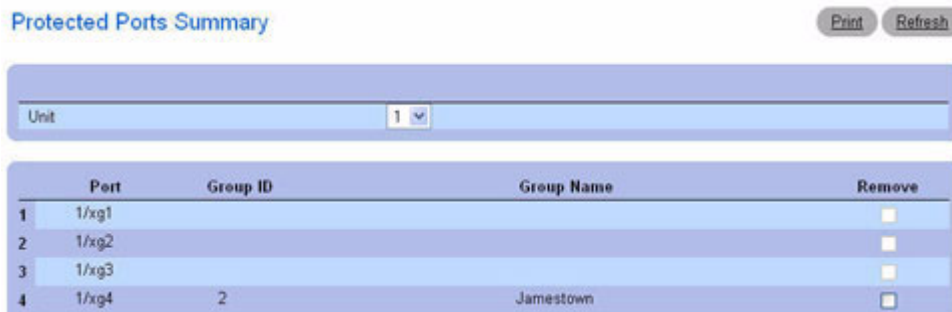 Protected Ports Summary Print Refresh
Unit 1
Port Group ID Group Name Remove
1 1/xg1
2 1/xg2
3 1/xg3
4 1/xg4 2 Jamestown